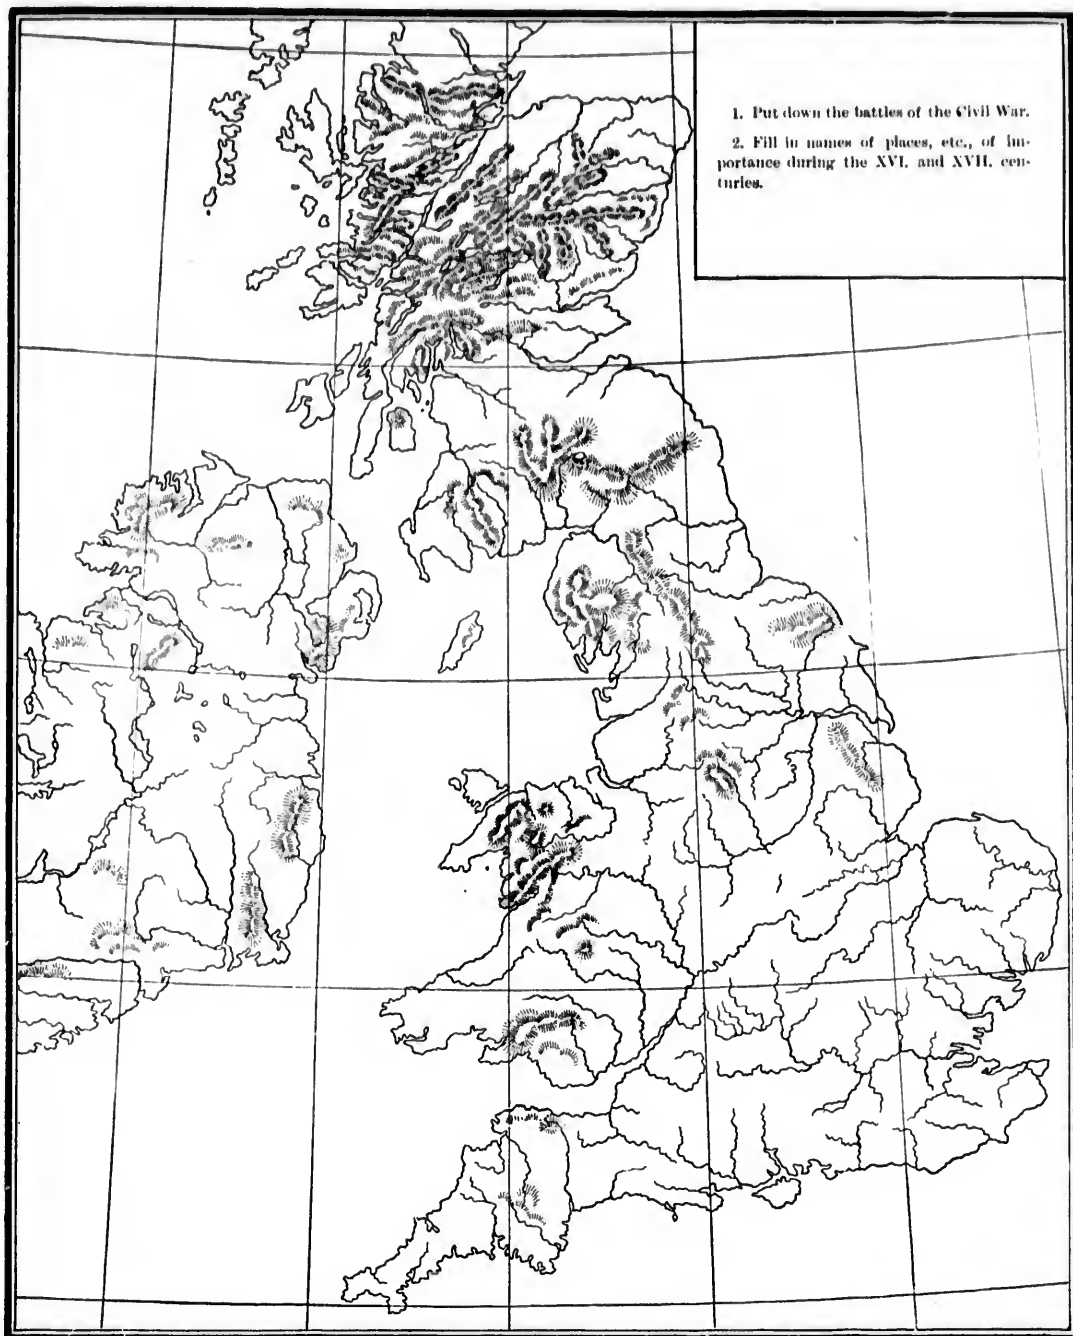 1. Put down the battles of the Civil War.
2. Fill in names of places, etc., of im-
portance during the XVI. and XVII. cen-
turies.